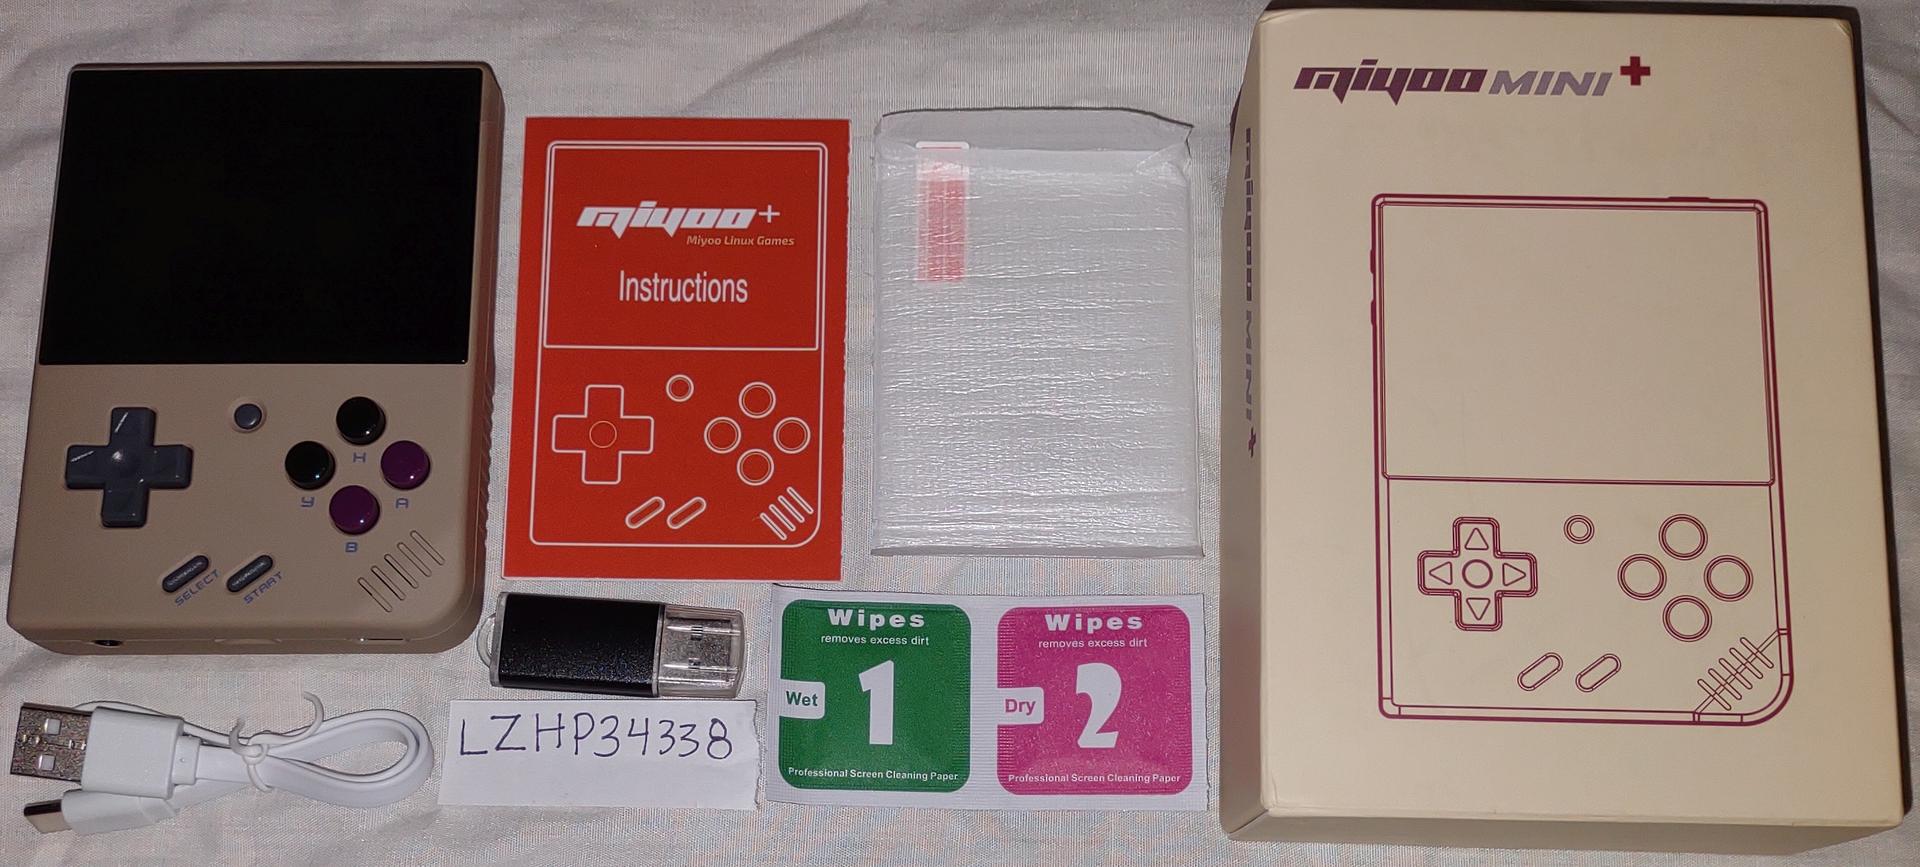 X
Y
A
B
SELECT
START
miyoo+
Miyoo Linux Games
Instructions
LZHP34338
Wipes
removes excess dirt
1
Wet
Professional Screen Cleaning Paper
Wipes
removes excess dirt
2
Dry
Professional Screen Cleaning Paper
miyoo MINI+
miyoo MINI+